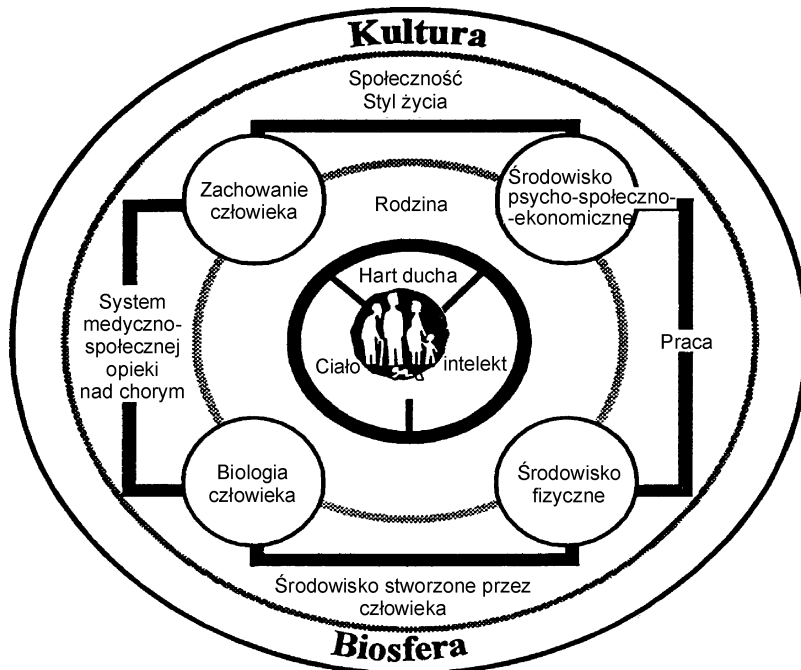 Kultura
Społeczność
Styl życia
Zachowanie
człowieka
Środowisko
psycho-społeczno-
-ekonomiczne
Rodzina
Hart ducha
Ciało
intelekt
System
medyczno-
społecznej
opieki
nad chorym
Praca
Biologia
człowieka
Środowisko
fizyczne
Środowisko stworzone przez
człowieka
Biosfera